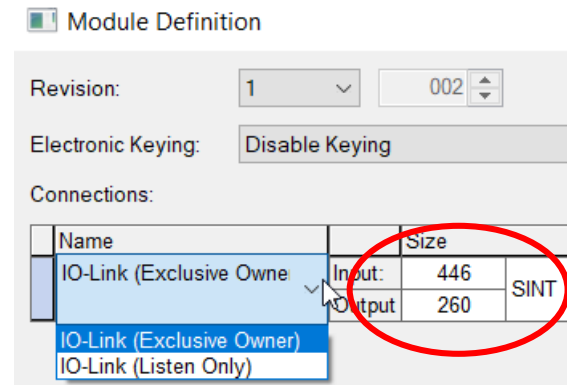 Module Definition
Revision: 1 002
Electronic Keying: Disable Keying
Connections:
Name Size
IO-Link (Exclusive Owne Input: 446 SINT
Output 260
IO-Link (Exclusive Owner)
IO-Link (Listen Only)